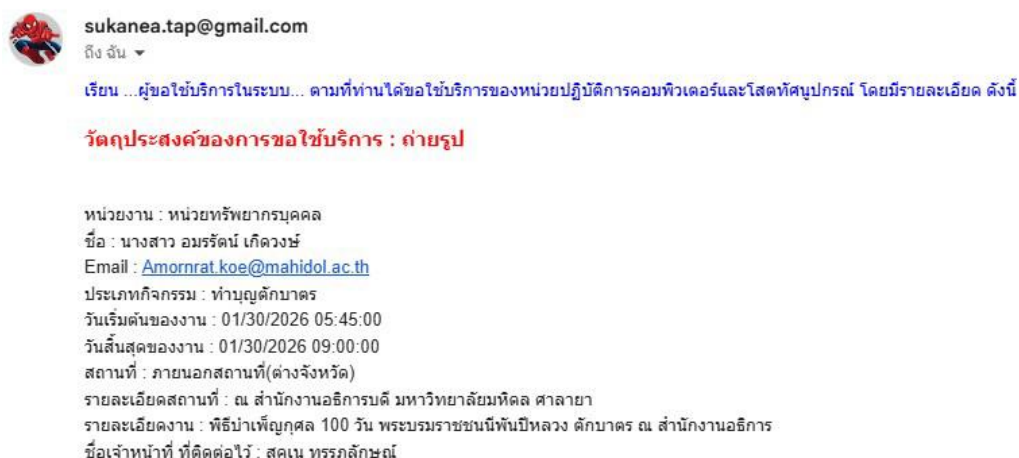 sukanea.tap@gmail.com
ถึง ฉัน
เรียน ...ผู้ขอใช้บริการในระบบ... ตามที่ท่านได้ขอใช้บริการของหน่วยปฏิบัติการคอมพิวเตอร์และโสตทัศนูปกรณ์ โดยมีรายละเอียด ดังนี้
วัตถุประสงค์ของการขอใช้บริการ : ถ่ายรูป
หน่วยงาน : หน่วยทรัพยากรบุคคล
ชื่อ : นางสาว อมรรัตน์ เกิดวงษ์
Email : Amornrat.koe@mahidol.ac.th
ประเภทกิจกรรม : ทำบุญตักบาตร
วันเริ่มต้นของงาน : 01/30/2026 05:45:00
วันสิ้นสุดของงาน : 01/30/2026 09:00:00
สถานที่ : ภายนอกสถานที่(ต่างจังหวัด)
รายละเอียดสถานที่ : ณ สำนักงานอธิการบดี มหาวิทาลัยมหิดล ศาลายา
รายละเอียดงาน : พิธีบำเพ็ญกุศล 100 วัน พระบรมราชชนนีพันปีหลวง ตักบาตร ณ สำนักงานอธิการ
ชื่อเจ้าหน้าที่ ที่ติดต่อไว้ : สุคเน ทรรภลักษณ์